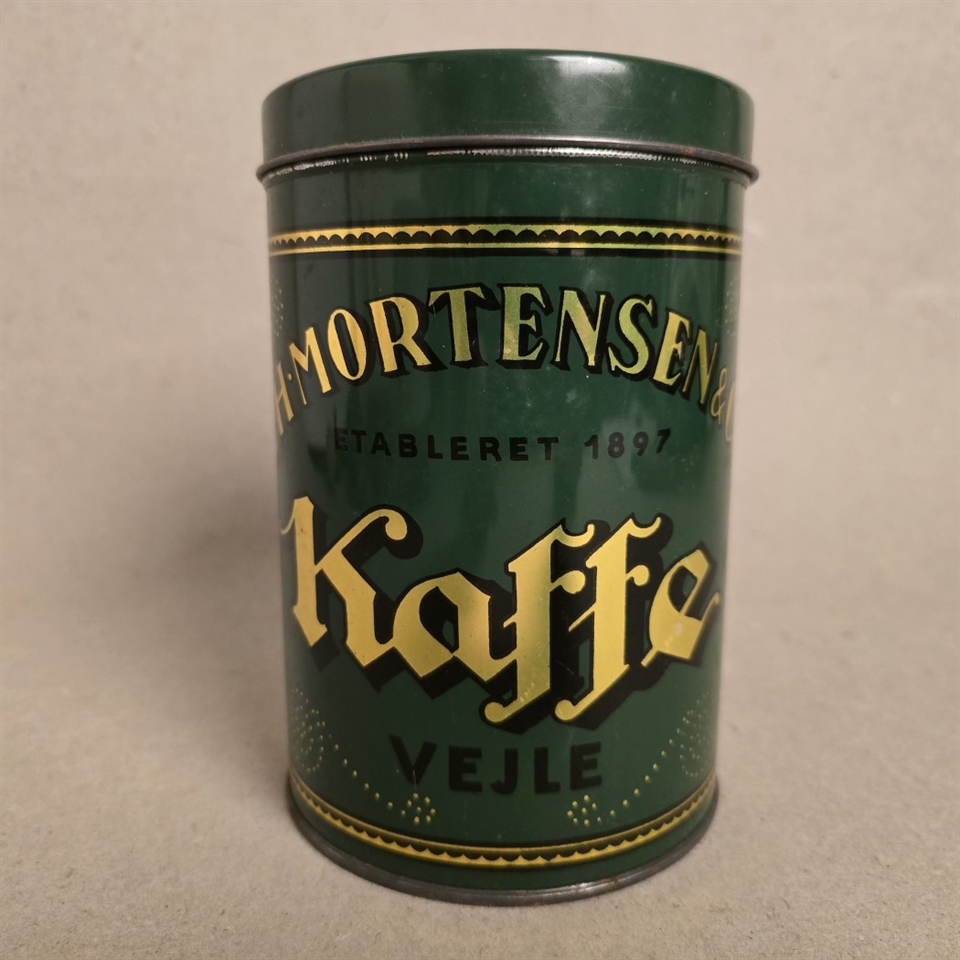 H·MORTENSEN &
ETABLERET 1897
Kaffe
VEJLE